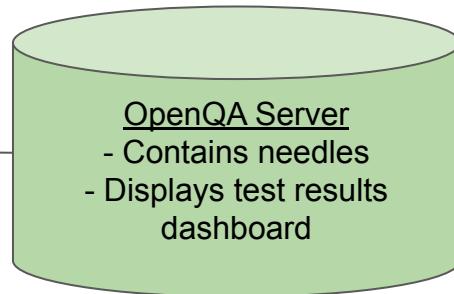 OpenQA Server
- Contains needles
- Displays test results
dashboard